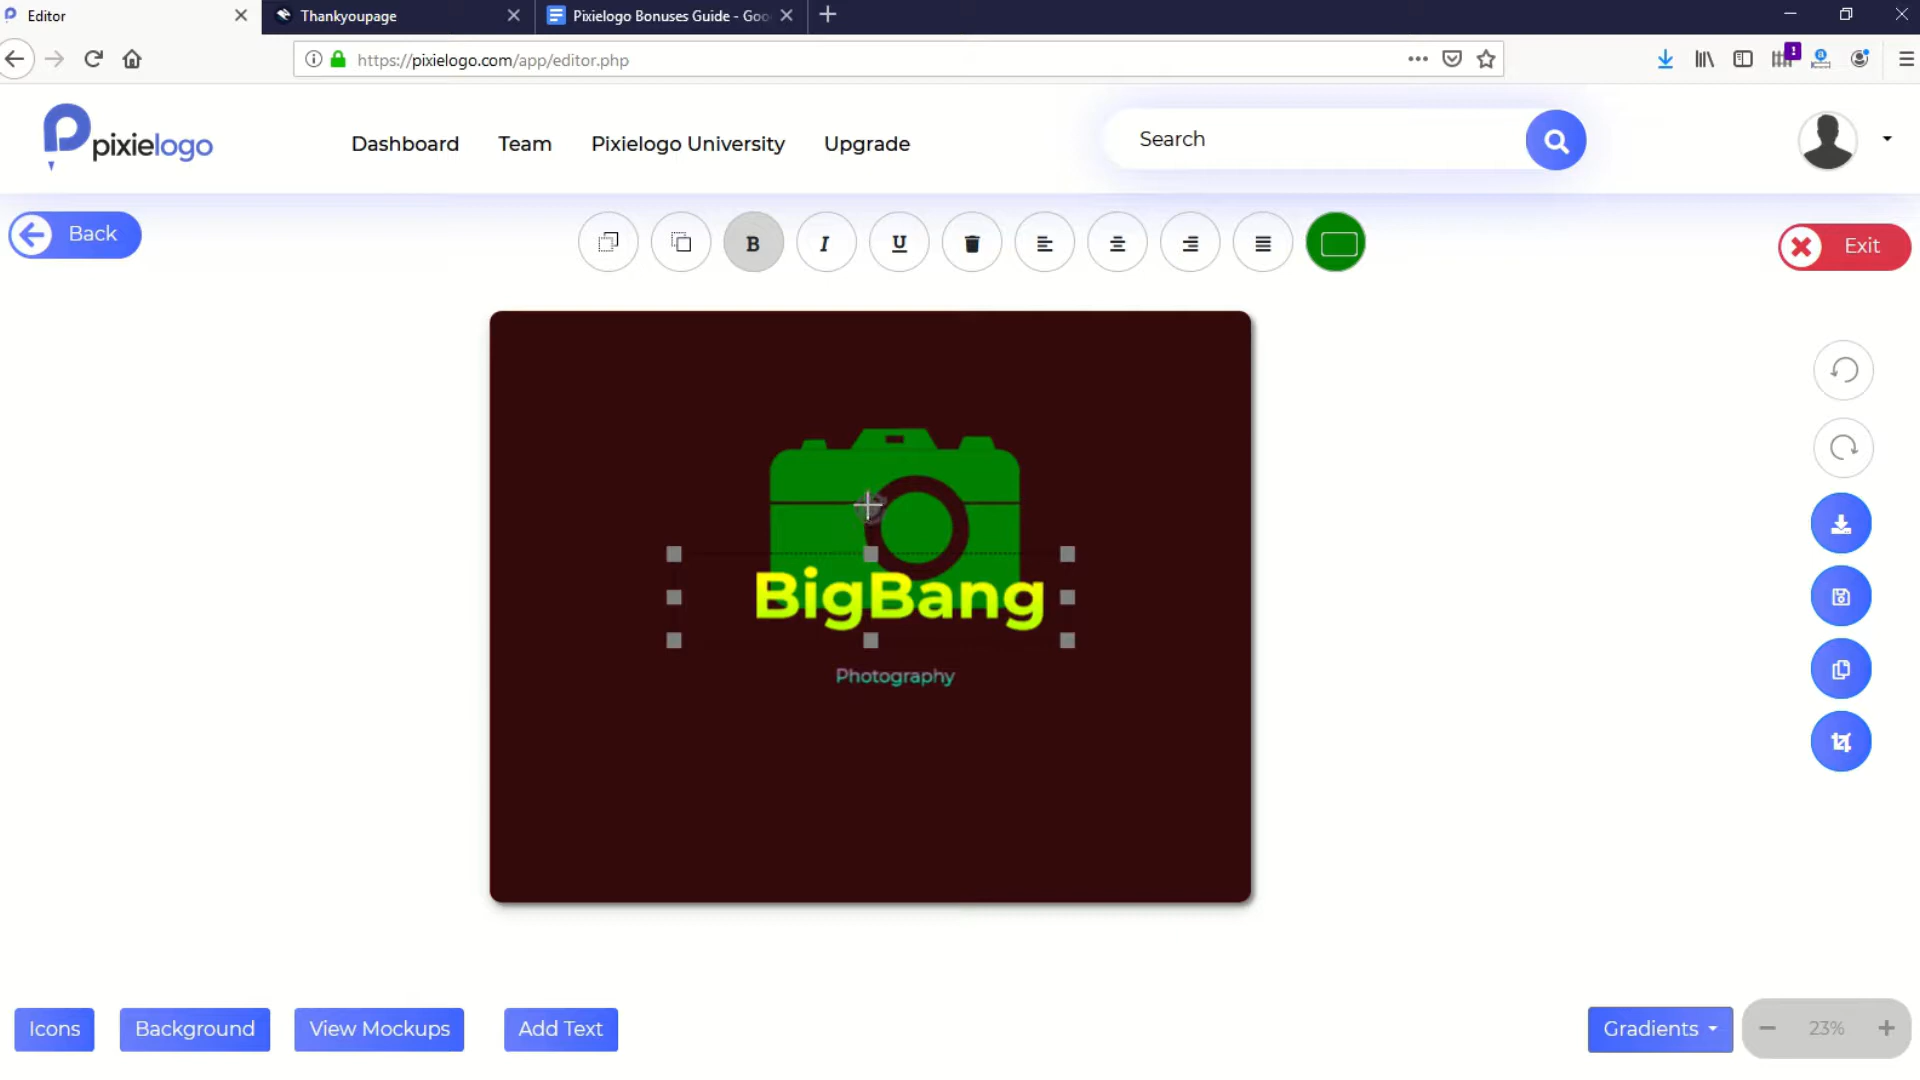 Editor
Thankyoupage
Pixielogo Bonuses Guide - Goo
https://pixielogo.com/app/editor.php
1
pixielogo
Dashboard
Team
Pixielogo University
Upgrade
Search
Back
B
I
U
Exit
BigBang
Photography
Icons
Background
View Mockups
Add Text
Gradients
23%